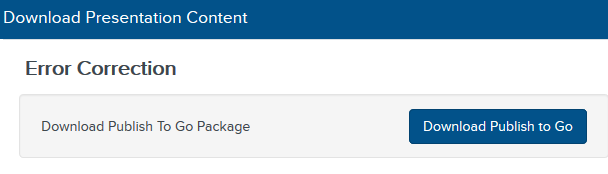 Download Presentation Content
Error Correction
Download Publish To Go Package
Download Publish to Go